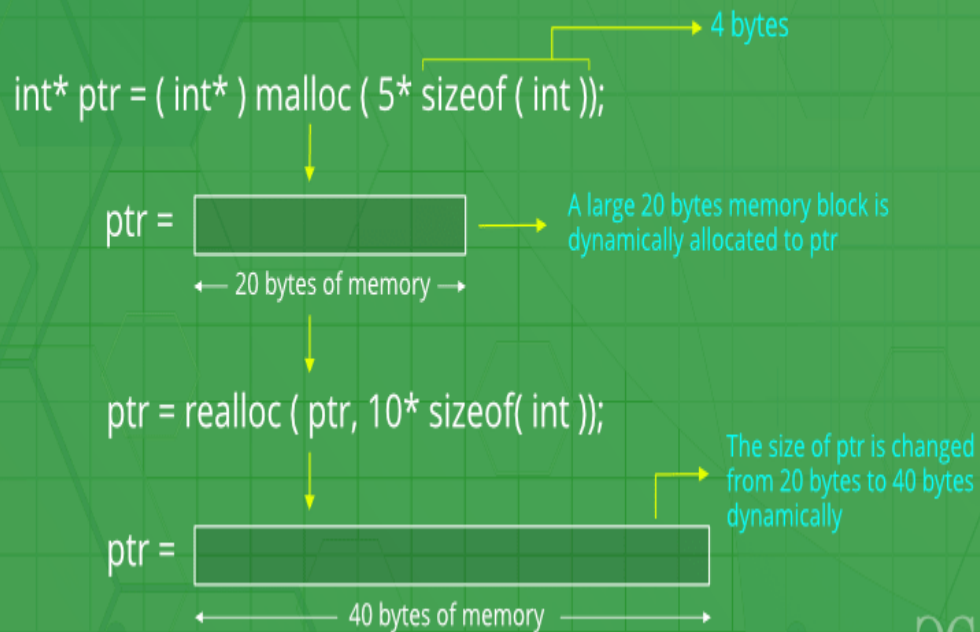 4 bytes
int* ptr = ( int* ) malloc ( 5* sizeof ( int ));
ptr =
A large 20 bytes memory block is
dynamically allocated to ptr
20 bytes of memory
ptr = realloc ( ptr, 10* sizeof( int ));
The size of ptr is changed
from 20 bytes to 40 bytes
dynamically
ptr =
40 bytes of memory